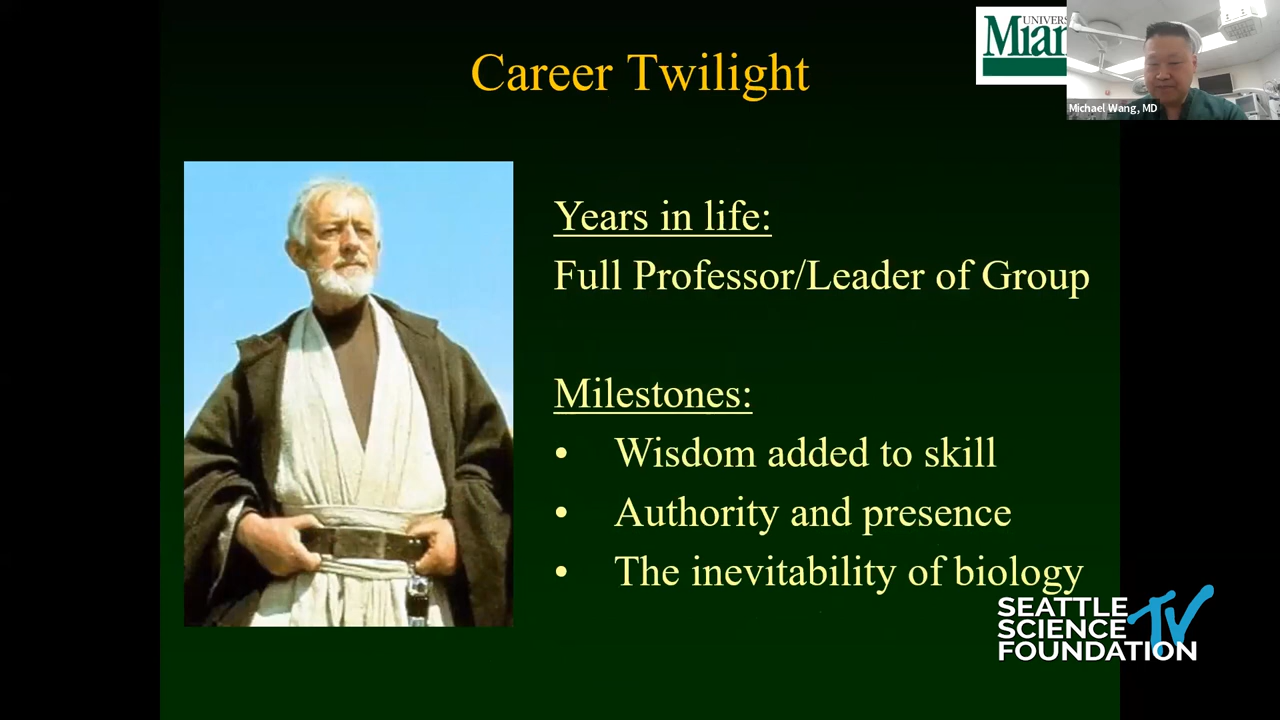 Career Twilight
UNIVERS
Miar
Michael Wang, MD
Years in life:
Full Professor/Leader of Group
Milestones:
• Wisdom added to skill
• Authority and presence
• The inevitability of biology
SEATTLE
SCIENCE
FOUNDATION
TV